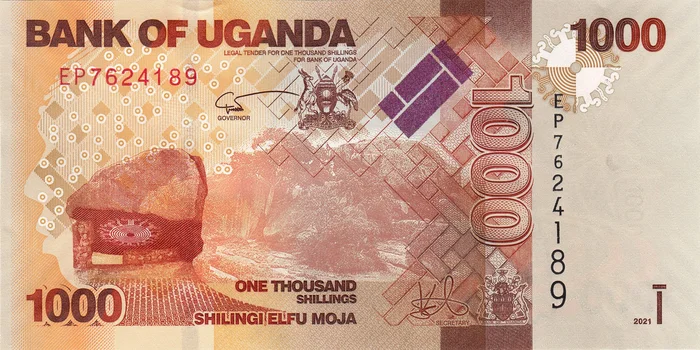 BANK OF UGANDA
LEGAL TENDER FOR ONE THOUSAND SHILLINGS
FOR BANK OF UGANDA
1000
EP7624189
GOVERNOR
1000
EP7624189
ONE THOUSAND
SHILLINGS
1000
SHILINGI ELFU MOJA
SECRETARY
2021